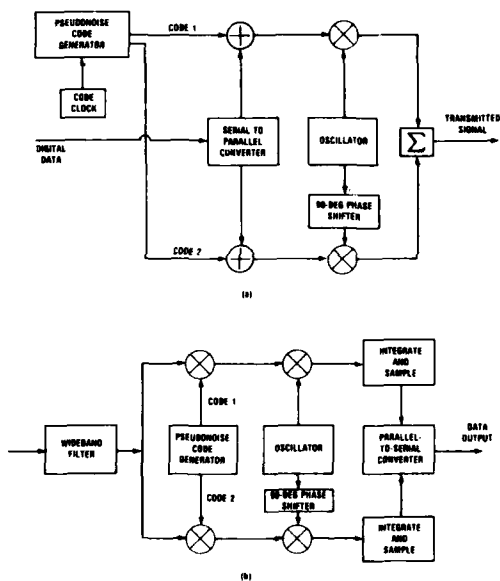 PSEUDONOISE
CODE
GENERATOR
CODE 1
CODE
CLOCK
DIGITAL
DATA
SERIAL TO
PARALLEL
CONVERTER
OSCILLATOR
Σ
TRANSMITTED
SIGNAL
90-DEG PHASE
SHIFTER
CODE 2
(a)
INTEGRATE
AND
SAMPLE
CODE 1
WIDEBAND
FILTER
PSEUDONOISE
CODE
GENERATOR
OSCILLATOR
PARALLEL-
TO-SERIAL
CONVERTER
DATA
OUTPUT
CODE 2
90-DEG PHASE
SHIFTER
INTEGRATE
AND
SAMPLE
(b)